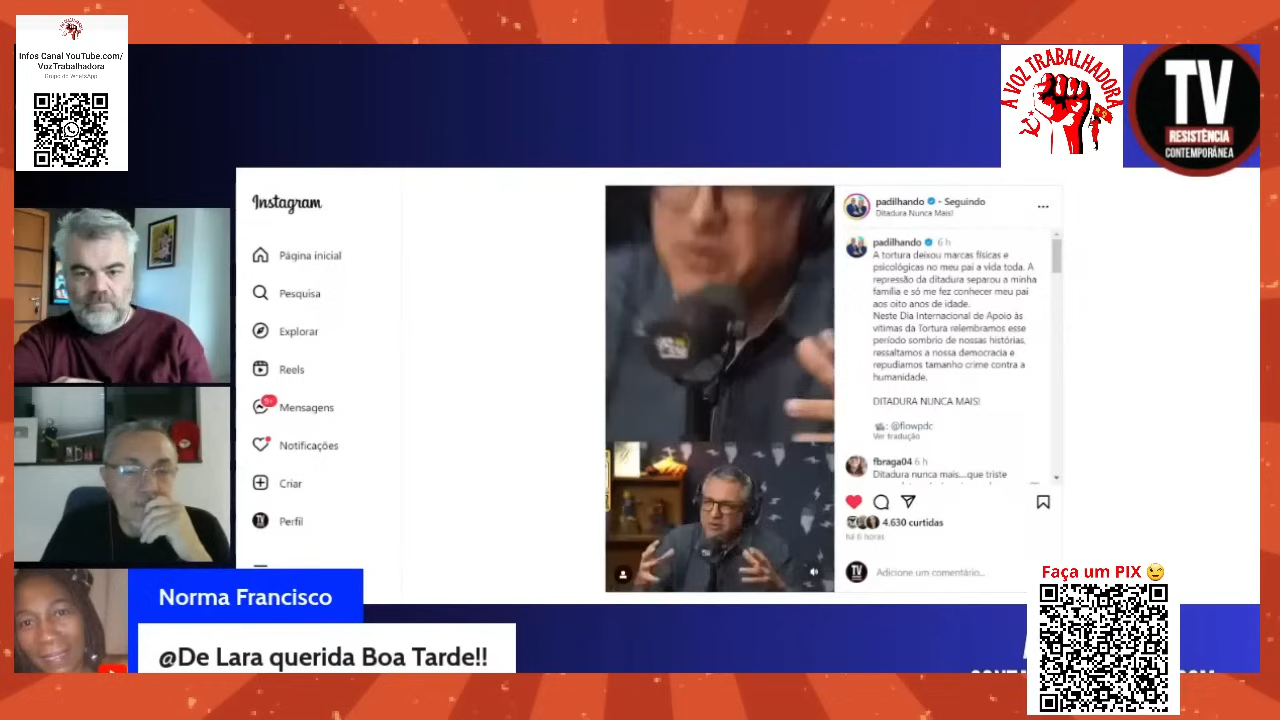 Infos Canal YouTube.com/
VozTrabalhadora
Grupo do WhatsApp
A VOZ TRABALHADORA
TV
RESISTÊNCIA
CONTEMPORÂNEA
Instagram
Página inicial
Pesquisa
Explorar
Reels
9+
Mensagens
Notificações
Criar
Perfil
padilhando • Seguindo
Ditadura Nunca Mais!
padilhando 6 h
A tortura deixou marcas físicas e
psicológicas no meu pai a vida toda. A
repressão da ditadura separou a minha
família e só me fez conhecer meu pai
aos oito anos de idade.
Neste Dia Internacional de Apoio às
vítimas da Tortura relembramos esse
período sombrio de nossas histórias,
ressaltamos a nossa democracia e
repudiamos tamanho crime contra a
humanidade.
DITADURA NUNCA MAIS!
: @flowpdc
Ver tradução
fbraga04 6 h
Ditadura nunca mais....que triste
4.630 curtidas
há 6 horas
TV
Adicione um comentário...
Faça um PIX
Norma Francisco
@De Lara querida Boa Tarde!!